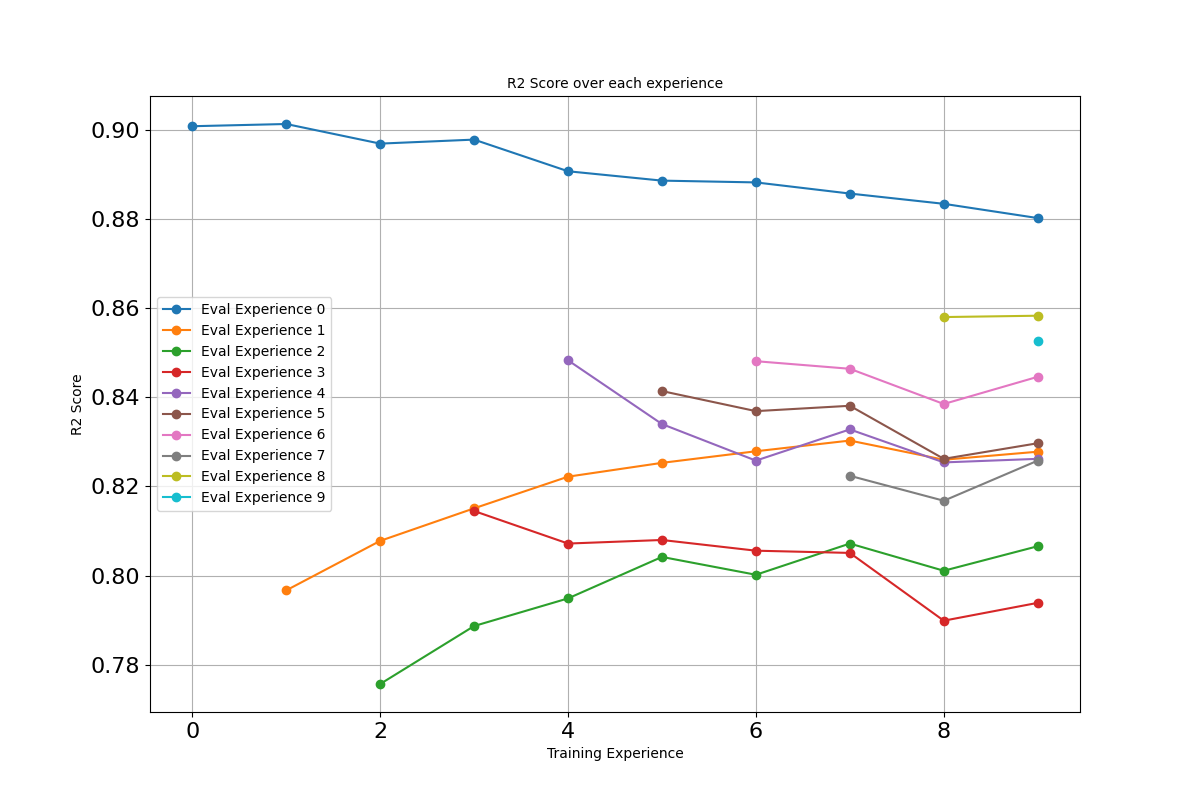 R2 Score over each experience
0.90
0.88
0.86
0.84
0.82
0.80
0.78
R2 Score
Eval Experience 0
Eval Experience 1
Eval Experience 2
Eval Experience 3
Eval Experience 4
Eval Experience 5
Eval Experience 6
Eval Experience 7
Eval Experience 8
Eval Experience 9
0 2 4 6 8
Training Experience